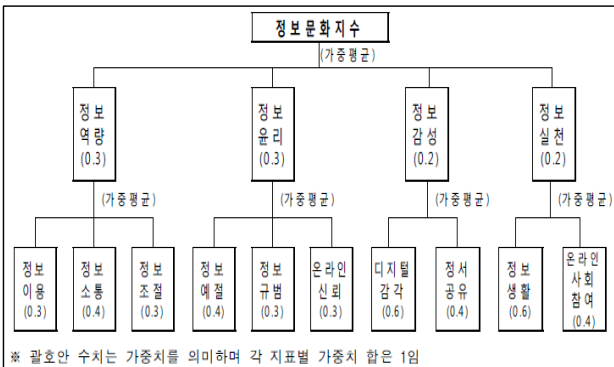 정보문화지수
(가중평균)
정보
역량
(0.3)
정보
윤리
(0.3)
정보
감성
(0.2)
정보
실천
(0.2)
(가중평균)
(가중평균)
(가중평균)
(가중평균)
정보
이용
(0.3)
정보
소통
(0.4)
정보
조절
(0.3)
정보
예절
(0.4)
정보
규범
(0.3)
온라인
신뢰
(0.3)
디지털
감각
(0.6)
정서
공유
(0.4)
정보
생활
(0.6)
온라인
사회
참여
(0.4)
※ 괄호안 수치는 가중치를 의미하며 각 지표별 가중치 합은 1임